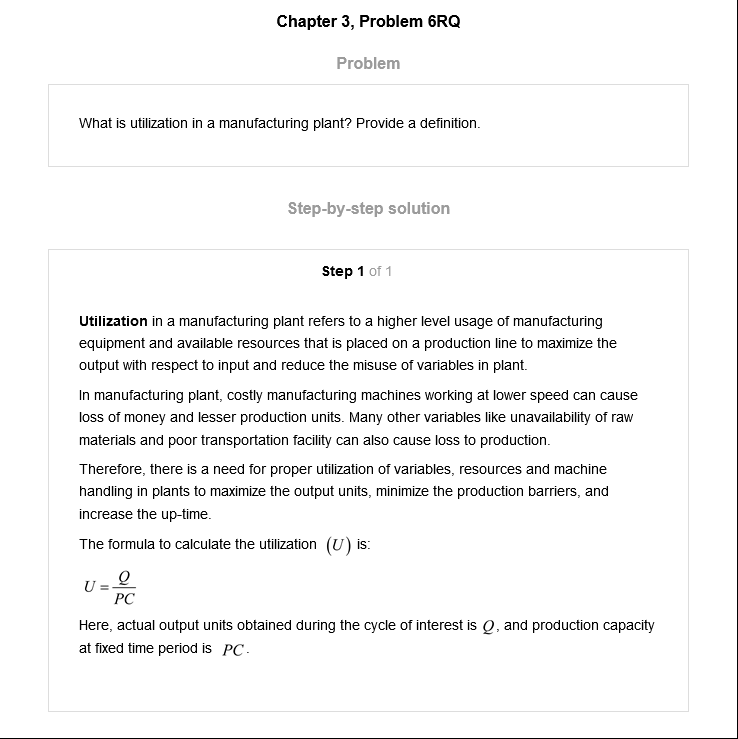 Chapter 3, Problem 6RQ
Problem
What is utilization in a manufacturing plant? Provide a definition.
Step-by-step solution
Step 1 of 1
Utilization in a manufacturing plant refers to a higher level usage of manufacturing
equipment and available resources that is placed on a production line to maximize the
output with respect to input and reduce the misuse of variables in plant.
In manufacturing plant, costly manufacturing machines working at lower speed can cause
loss of money and lesser production units. Many other variables like unavailability of raw
materials and poor transportation facility can also cause loss to production.
Therefore, there is a need for proper utilization of variables, resources and machine
handling in plants to maximize the output units, minimize the production barriers, and
increase the up-time.
The formula to calculate the utilization (U) is:
U = Q/PC
Here, actual output units obtained during the cycle of interest is Q, and production capacity
at fixed time period is PC.